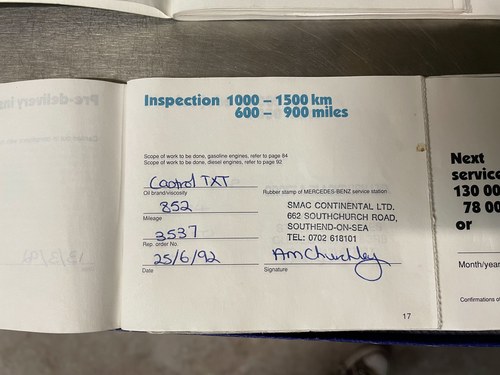 Pre-delivery in
Inspection 1000 – 1500 km
600 – 900 miles
Scope of work to be done, gasoline engines, refer to page 84
Scope of work to be done, diesel engines, refer to page 92
Castrol TXT
Oil brand/viscosity
Rubber stamp of MERCEDES-BENZ service station
852
Mileage
3537
Rep. order No.
25/6/92
Date
SMAC CONTINENTAL LTD.
662 SOUTHCHURCH ROAD,
SOUTHEND-ON-SEA
TEL: 0702 618101
Signature
17
Next
service
130 00
78 00
or
Month/year
Confirmations o